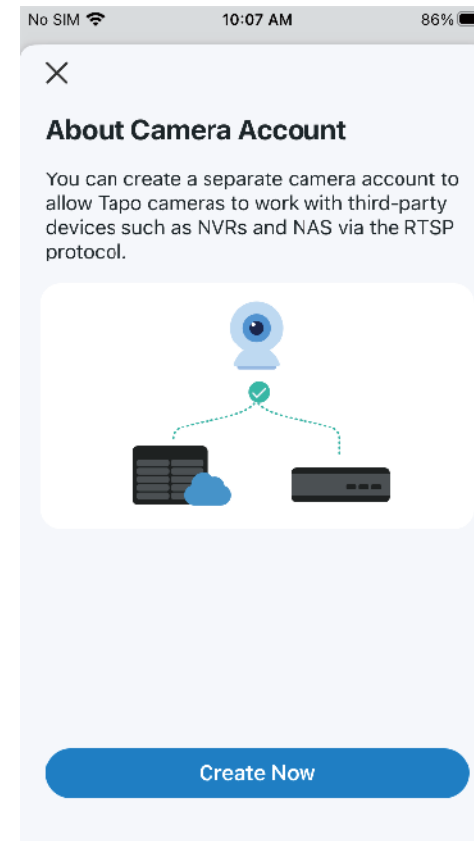 No SIM 10:07 AM 86%
About Camera Account
You can create a separate camera account to
allow Tapo cameras to work with third-party
devices such as NVRs and NAS via the RTSP
protocol.
Create Now